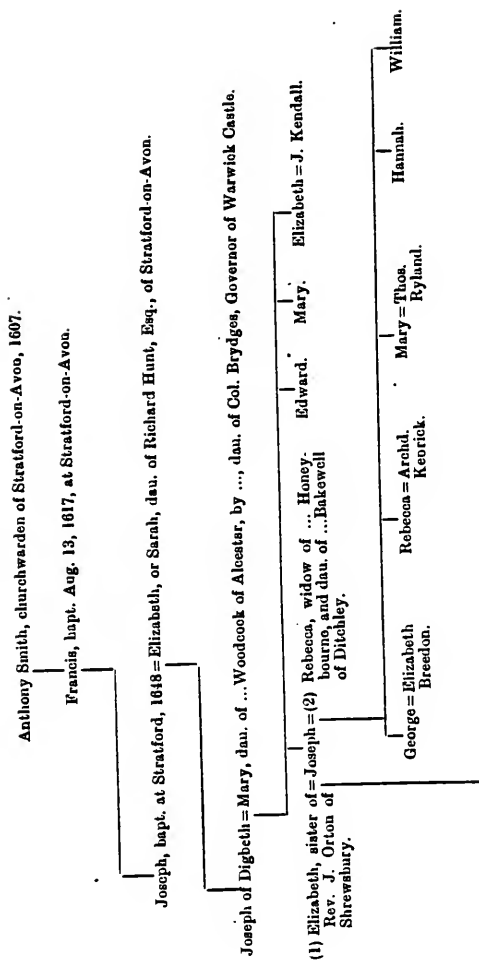 Anthony Smith, churchwarden of Stratford-on-Avon, 1607.
Francis, bapt. Aug. 13, 1617, at Stratford-on-Avon.
Joseph, bapt. at Stratford, 1648=Elizabeth, or Sarah, dau. of Richard Hunt, Esq., of Stratford-on-Avon.
Joseph of Digbeth=Mary, dau. of ...Woodcock of Alcester, by ..., dau. of Col. Brydges, Governor of Warwick Castle.
(1) Elizabeth, sister of=Joseph=(2) Rebecca, widow of ... Honey-
Rev. J. Orton of
Shrewsbury.
bourno, and dau. of ...Bakewell
of Ditchley.
Edward.
Mary.
Elizabeth=J. Kendall.
George=Elizabeth
Breedon.
Rebecca=Archd.
Kenrick.
Mary=Thos.
Ryland.
Hannah.
William.